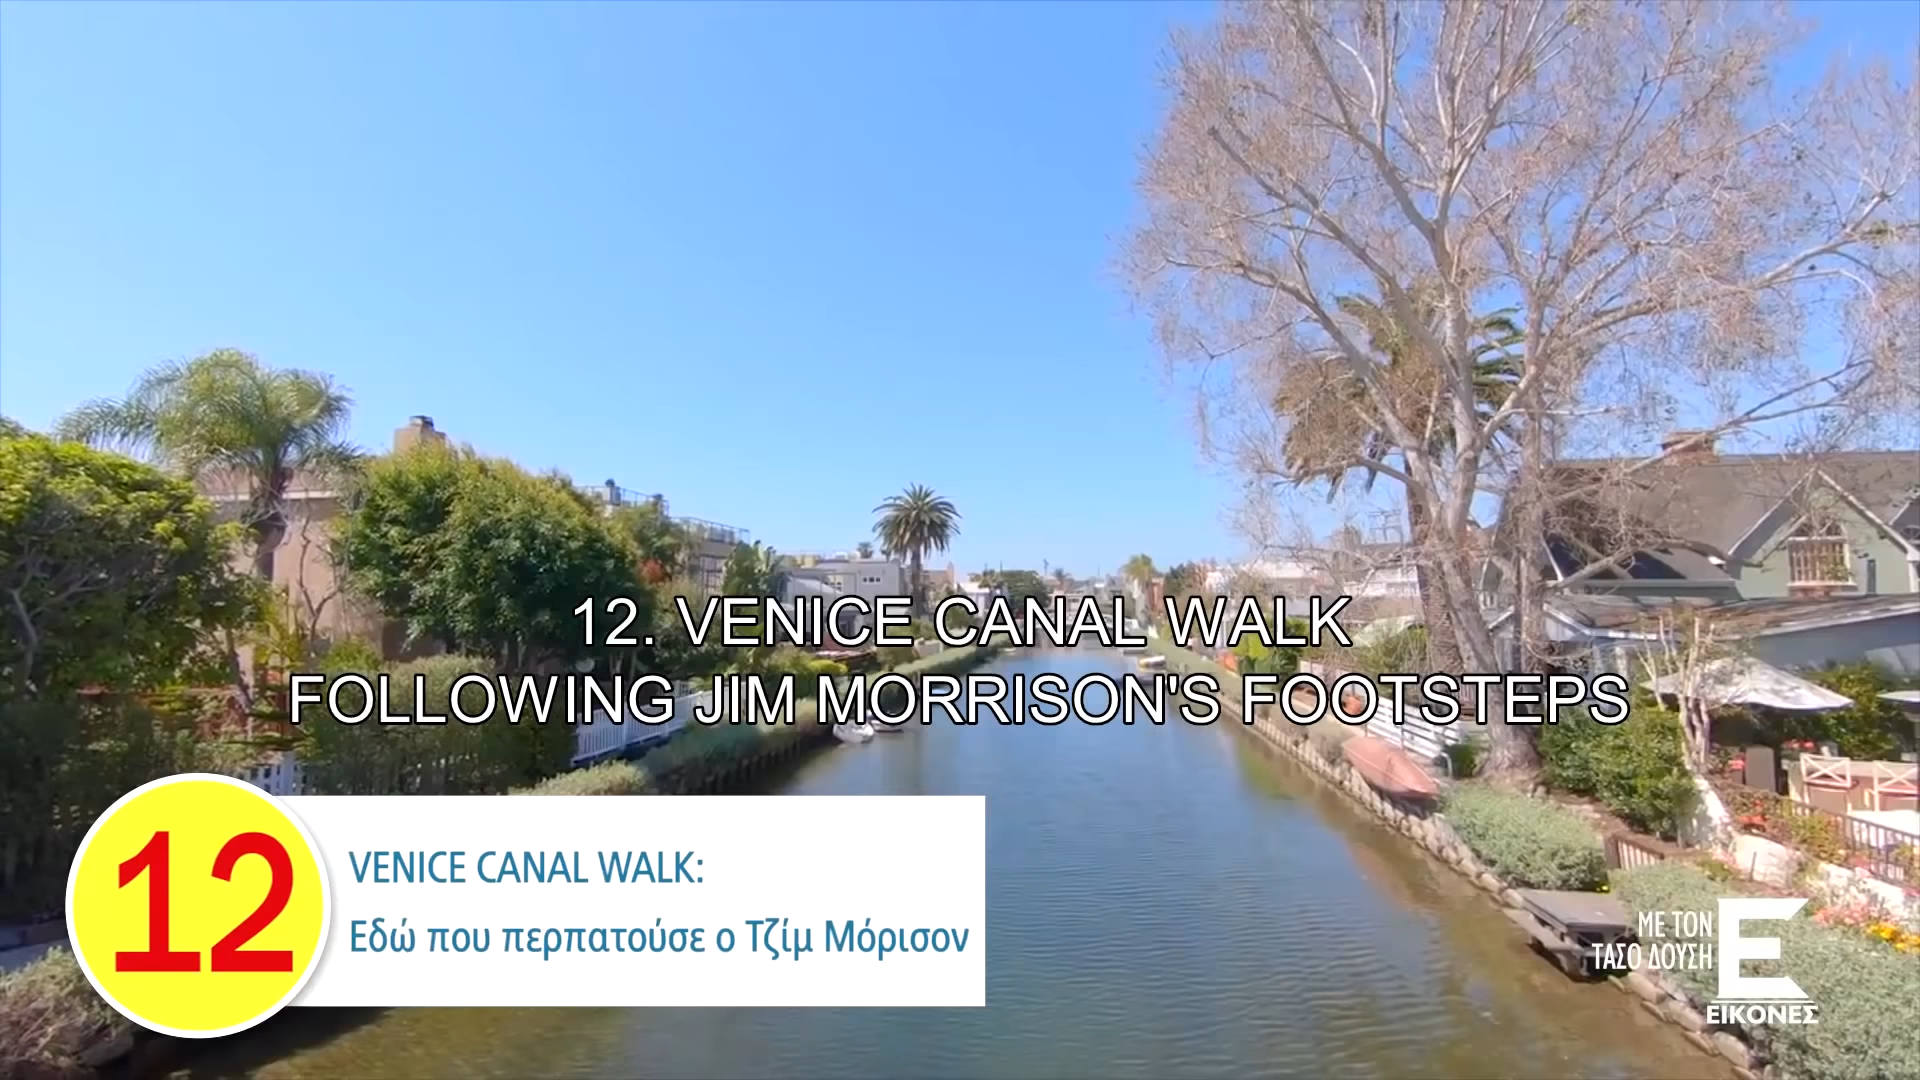 12. VENICE CANAL WALK
FOLLOWING JIM MORRISON'S FOOTSTEPS
12
VENICE CANAL WALK:
Εδώ που περπατούσε ο Τζίμ Μόρισον
ΜΕ ΤΟΝ
ΤΑΣΟ ΔΟΥΣΗ
E
ΕΙΚΟΝΕΣ